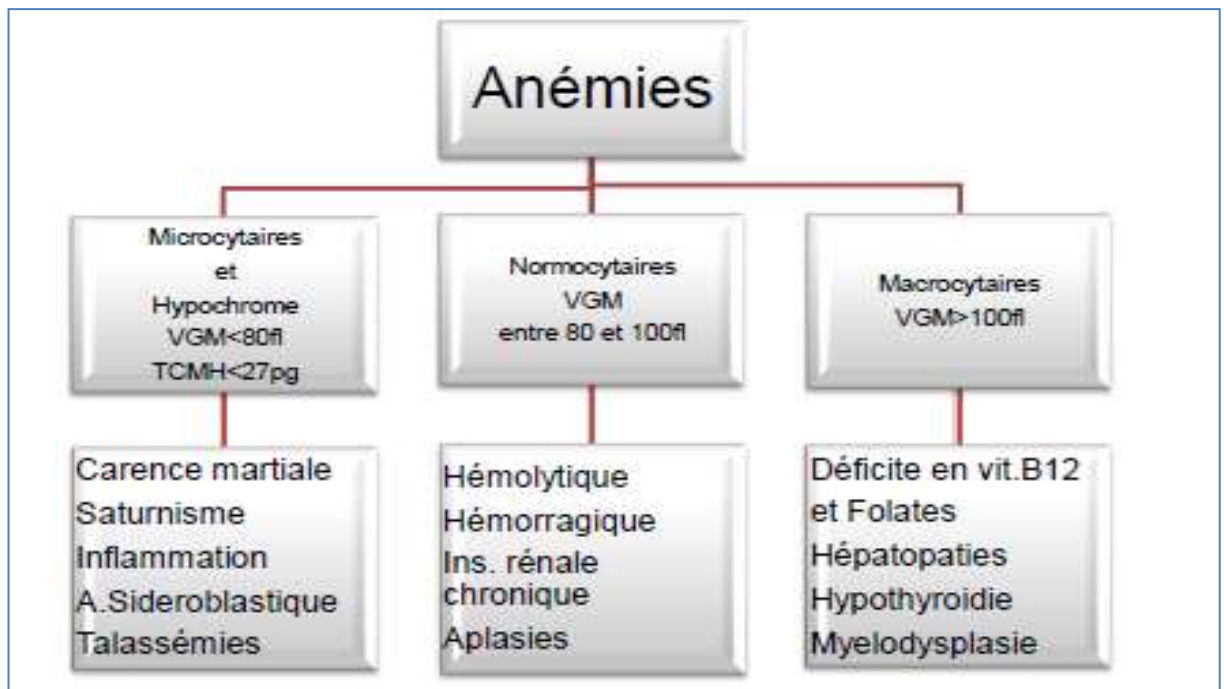 Anémies
Microcytaires
et
Hypochrome
VGM<80fl
TCMH<27pg
Normocytaires
VGM
entre 80 et 100fl
Macrocytaires
VGM>100fl
Carence martiale
Saturnisme
Inflammation
A.Sideroblastique
Talassémies
Hémolytique
Hémorragique
Ins. rénale
chronique
Aplasies
Déficite en vit.B12
et Folates
Hépatopaties
Hypothyroidie
Myelodysplasie